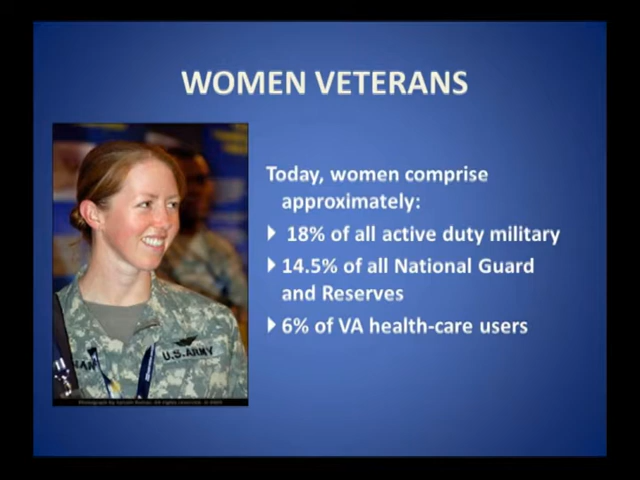 WOMEN VETERANS
Today, women comprise
approximately:
18% of all active duty military
14.5% of all National Guard
and Reserves
6% of VA health-care users
U.S. ARMY